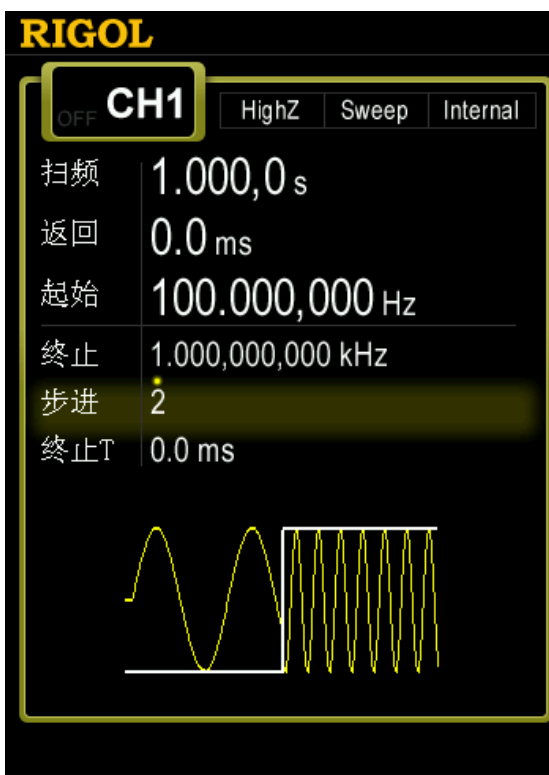 RIGOL
OFF CH1 HighZ Sweep Internal
扫频 1.000,0 s
返回 0.0 ms
起始 100.000,000 Hz
终止 1.000,000,000 kHz
步进 2
终止T 0.0 ms